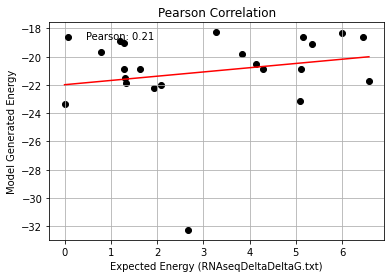 Pearson Correlation
Pearson: 0.21
Model Generated Energy
−18
−20
−22
−24
−26
−28
−30
−32
0 1 2 3 4 5 6
Expected Energy (RNAseqDeltaDeltaG.txt)